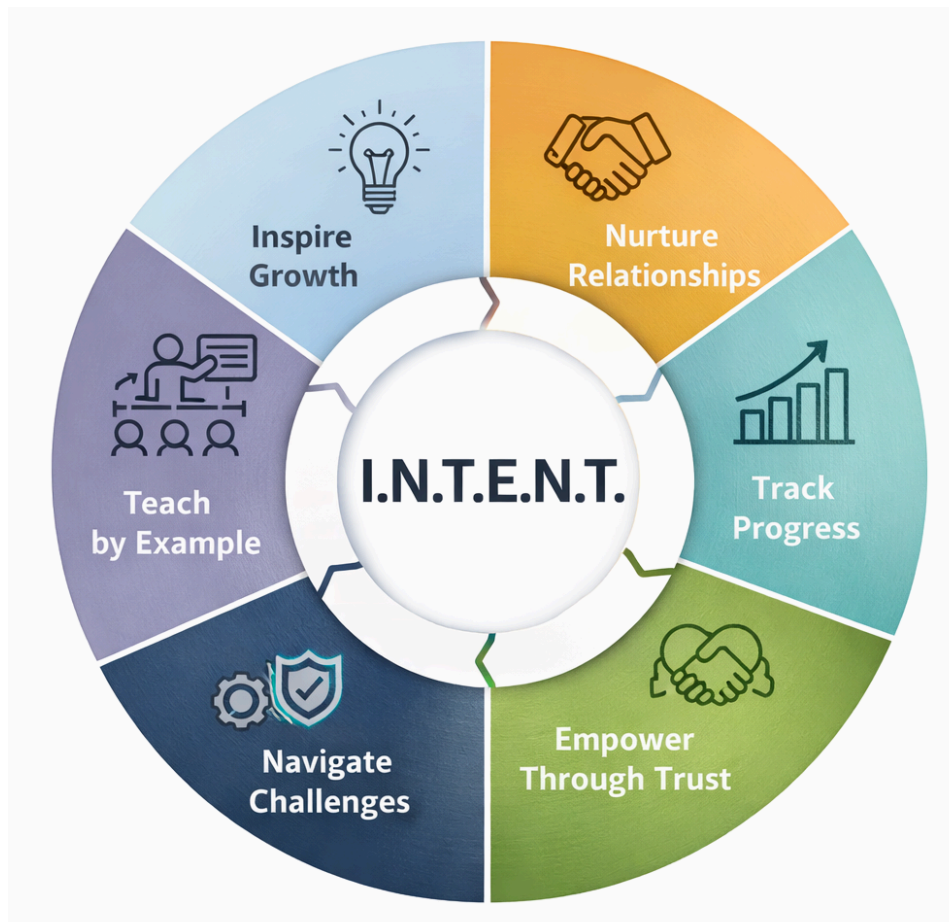 Inspire
Growth
Nurture
Relationships
Track
Progress
Empower
Through Trust
Navigate
Challenges
Teach
by Example
I.N.T.E.N.T.